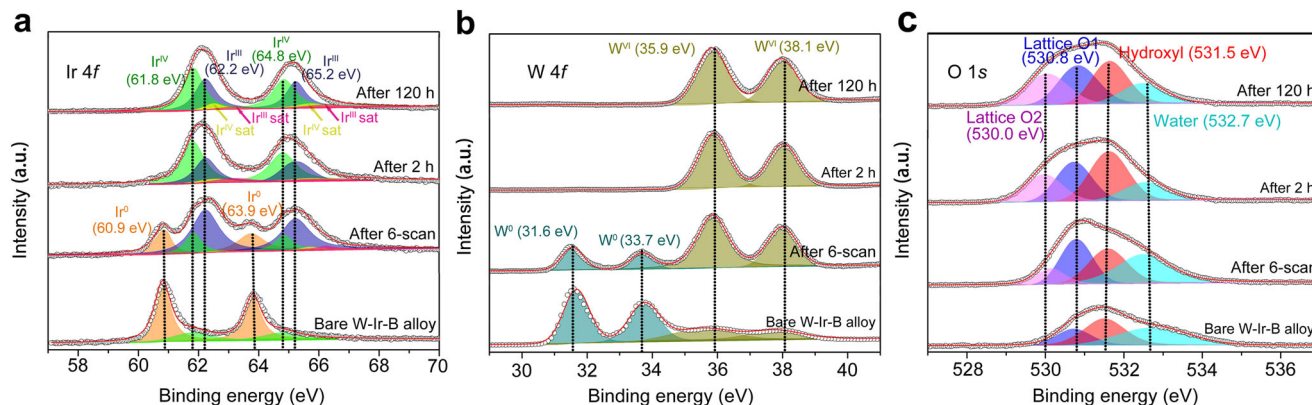 a
Ir 4f
Ir^IV
(61.8 eV)
Ir^III
(62.2 eV)
Ir^IV
(64.8 eV)
Ir^III
(65.2 eV)
After 120 h
Ir^IV sat
Ir^III sat
Ir^IV sat
Ir^III sat
After 2 h
Ir^0
(60.9 eV)
Ir^0
(63.9 eV)
After 6-scan
Bare W-Ir-B alloy
Intensity (a.u.)
58 60 62 64 66 68 70
Binding energy (eV)
b
W 4f
W^VI (35.9 eV)
W^VI (38.1 eV)
After 120 h
After 2 h
W^0 (31.6 eV)
W^0 (33.7 eV)
After 6-scan
Bare W-Ir-B alloy
Intensity (a.u.)
30 32 34 36 38 40
Binding energy (eV)
c
O 1s
Lattice O1
(530.8 eV)
Hydroxyl (531.5 eV)
After 120 h
Lattice O2
(530.0 eV)
Water (532.7 eV)
After 2 h
After 6-scan
Bare W-Ir-B alloy
Intensity (a.u.)
528 530 532 534 536
Binding energy (eV)